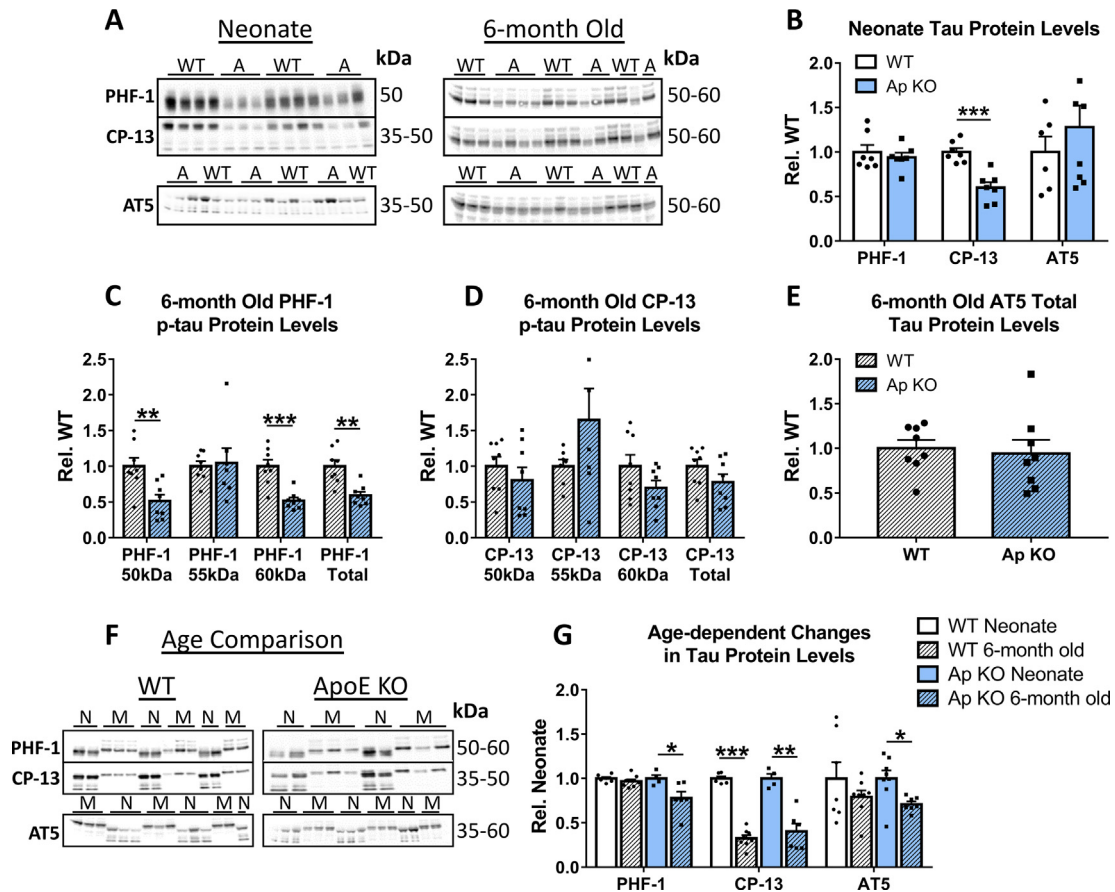 A
Neonate
6-month Old
kDa
kDa
WT A WT A
WT A WT A WT A
PHF-1
50
50-60
CP-13
35-50
50-60
A WT A WT A WT
WT A WT A WT A
AT5
35-50
50-60
B
Neonate Tau Protein Levels
WT
Ap KO
Rel. WT
2.0
1.5
1.0
0.5
0.0
***
PHF-1 CP-13 AT5
C
6-month Old PHF-1
p-tau Protein Levels
Rel. WT
2.5
2.0
1.5
1.0
0.5
0.0
** *** **
PHF-1 PHF-1 PHF-1 PHF-1
50kDa 55kDa 60kDa Total
D
6-month Old CP-13
p-tau Protein Levels
Rel. WT
2.5
2.0
1.5
1.0
0.5
0.0
CP-13 CP-13 CP-13 CP-13
50kDa 55kDa 60kDa Total
E
6-month Old AT5 Total
Tau Protein Levels
WT
Ap KO
Rel. WT
2.0
1.5
1.0
0.5
0.0
WT Ap KO
F
Age Comparison
WT
ApoE KO
kDa
N M N M N M
N M N M
PHF-1
50-60
CP-13
35-50
M N M N M N
N M N M N M
AT5
35-60
G
Age-dependent Changes
in Tau Protein Levels
WT Neonate
WT 6-month old
Ap KO Neonate
Ap KO 6-month old
Rel. Neonate
2.0
1.5
1.0
0.5
0.0
* *** ** *
PHF-1 CP-13 AT5